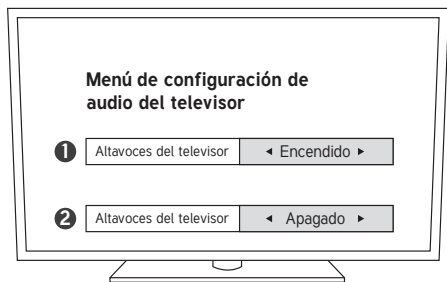 Menú de configuración de
audio del televisor
1 Altavoces del televisor ◄ Encendido ►
2 Altavoces del televisor ◄ Apagado ►